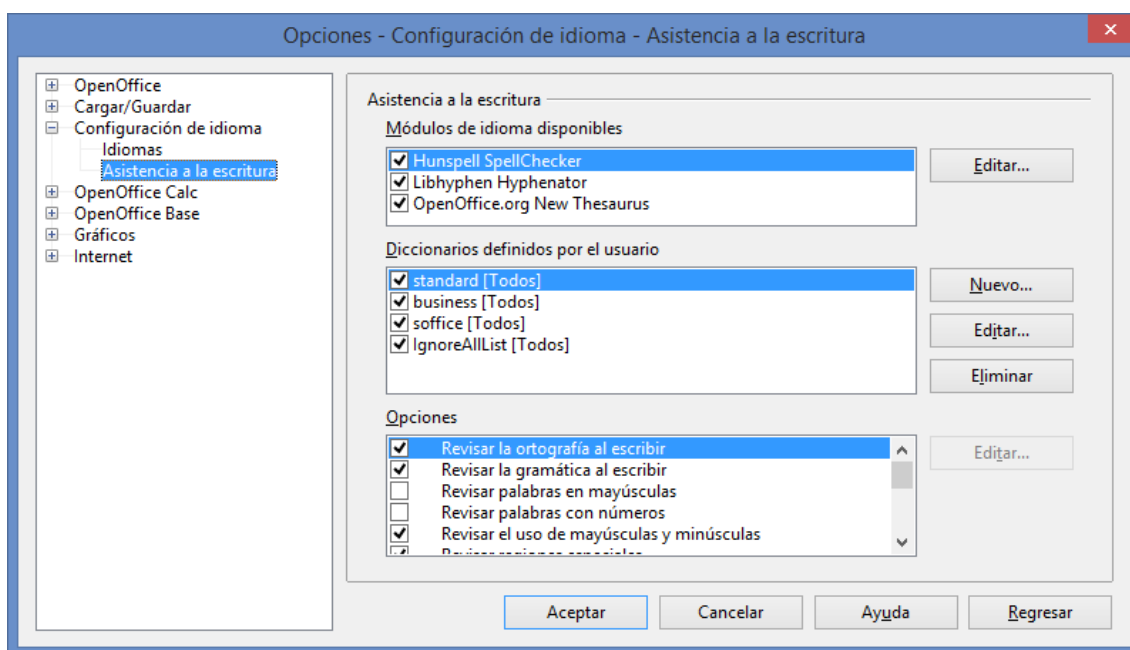 Opciones - Configuración de idioma - Asistencia a la escritura
OpenOffice
Cargar/Guardar
Configuración de idioma
Idiomas
Asistencia a la escritura
OpenOffice Calc
OpenOffice Base
Gráficos
Internet
Asistencia a la escritura
Módulos de idioma disponibles
Hunspell SpellChecker
Libhyphen Hyphenator
OpenOffice.org New Thesaurus
Editar...
Diccionarios definidos por el usuario
standard [Todos]
business [Todos]
soffice [Todos]
IgnoreAllList [Todos]
Nuevo...
Editar...
Eliminar
Opciones
Revisar la ortografía al escribir
Revisar la gramática al escribir
Revisar palabras en mayúsculas
Revisar palabras con números
Revisar el uso de mayúsculas y minúsculas
Revisar regiones especiales
Editar...
Aceptar
Cancelar
Ayuda
Regresar